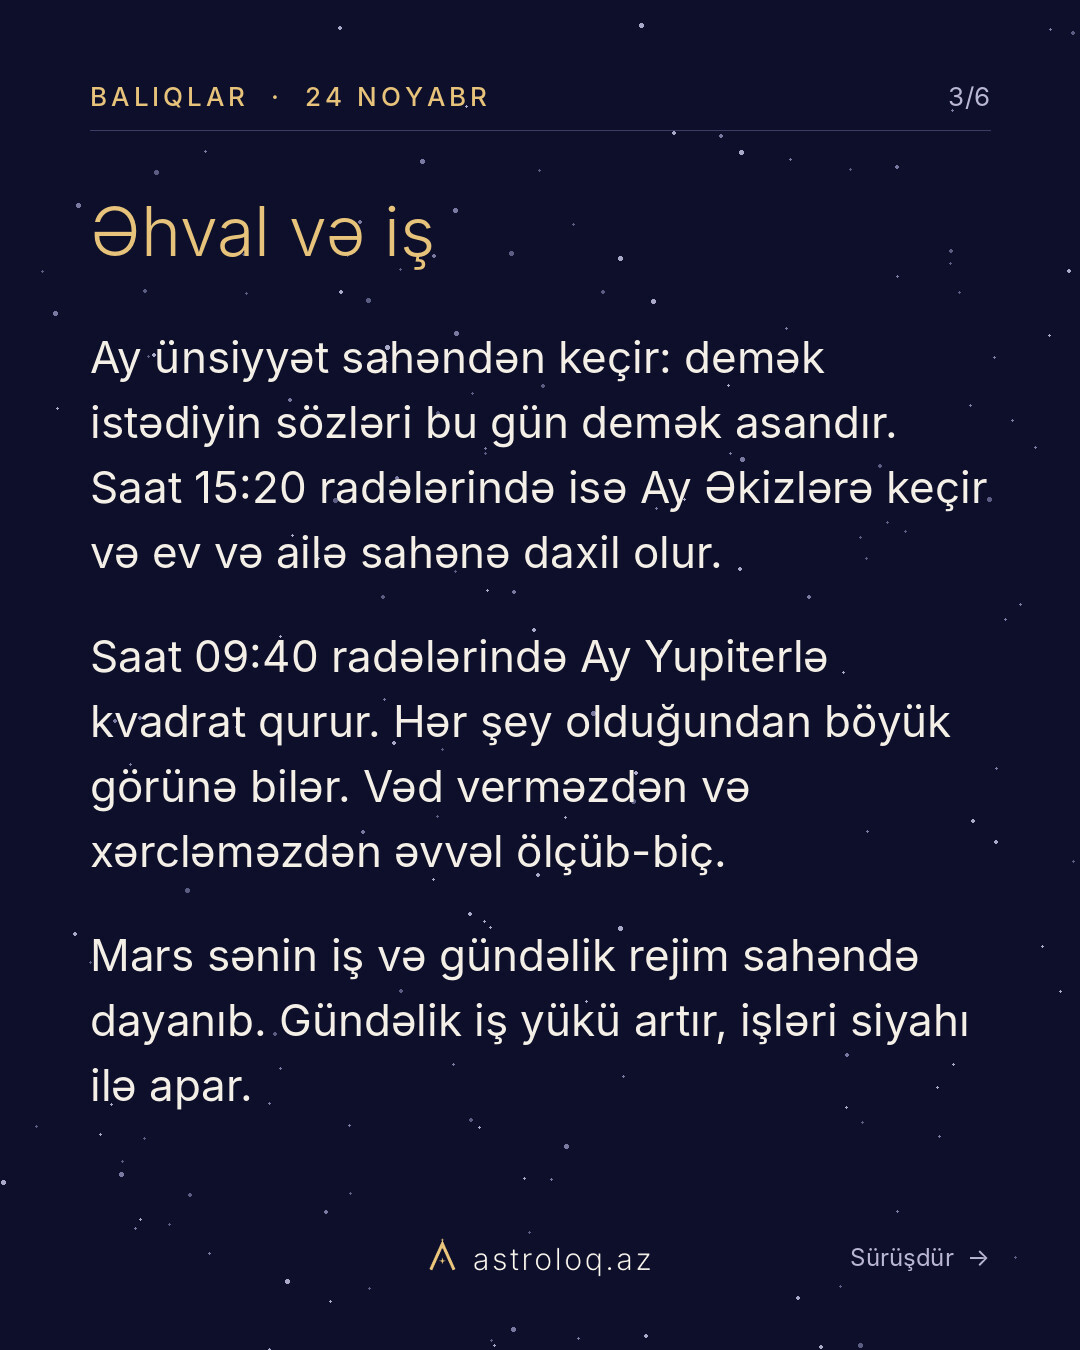 BALIQLAR · 24 NOYABR
3/6
Əhval və iş
Ay ünsiyyət sahəndən keçir: demək
istədiyin sözləri bu gün demək asandır.
Saat 15:20 radələrində isə Ay Əkizlərə keçir
və ev və ailə sahənə daxil olur.
Saat 09:40 radələrində Ay Yupiterlə
kvadrat qurur. Hər şey olduğundan böyük
görünə bilər. Vəd verməzdən və
xərcləməzdən əvvəl ölçüb-biç.
Mars sənin iş və gündəlik rejim sahəndə
dayanıb. Gündəlik iş yükü artır, işləri siyahı
ilə apar.
astroloq.az
Sürüşdür →